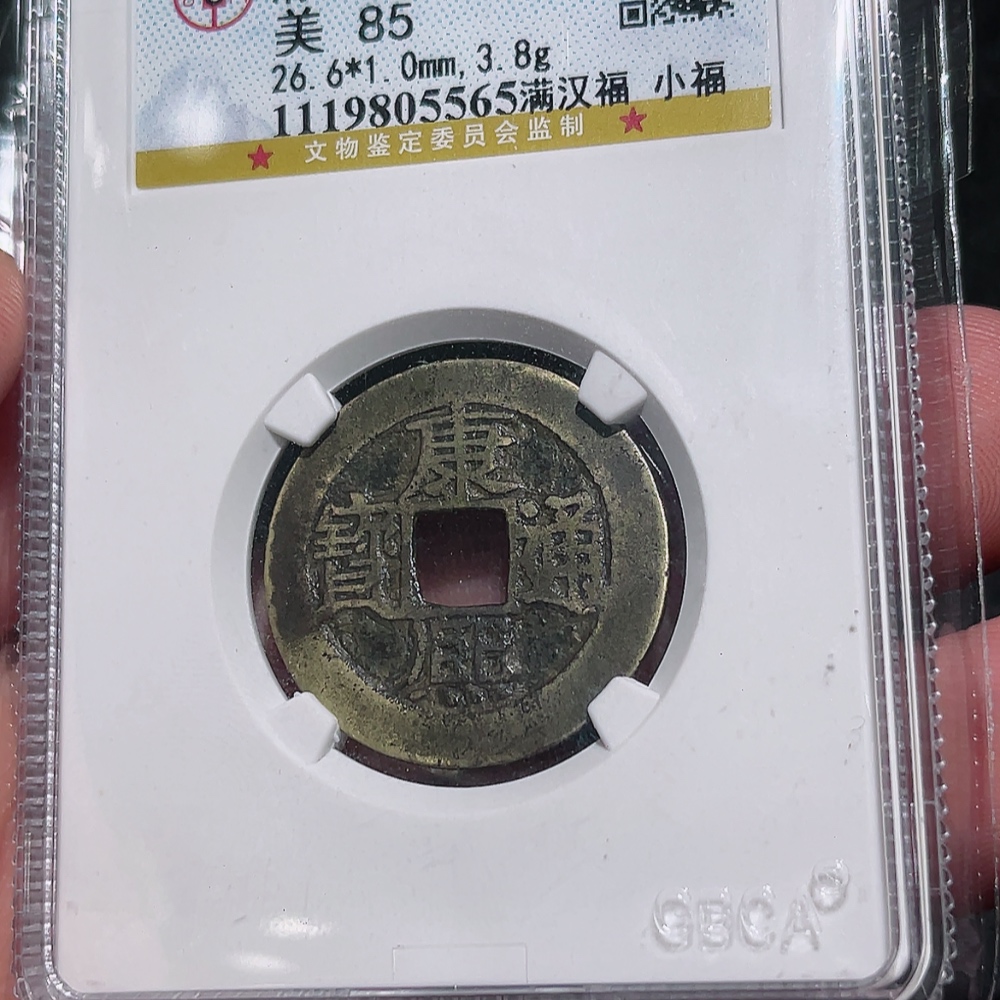 美 85
26.6*1.0mm, 3.8g
1119805565满汉福 小福
★ 文物鉴定委员会监制 ★
康
寶 通
熙
GBCA